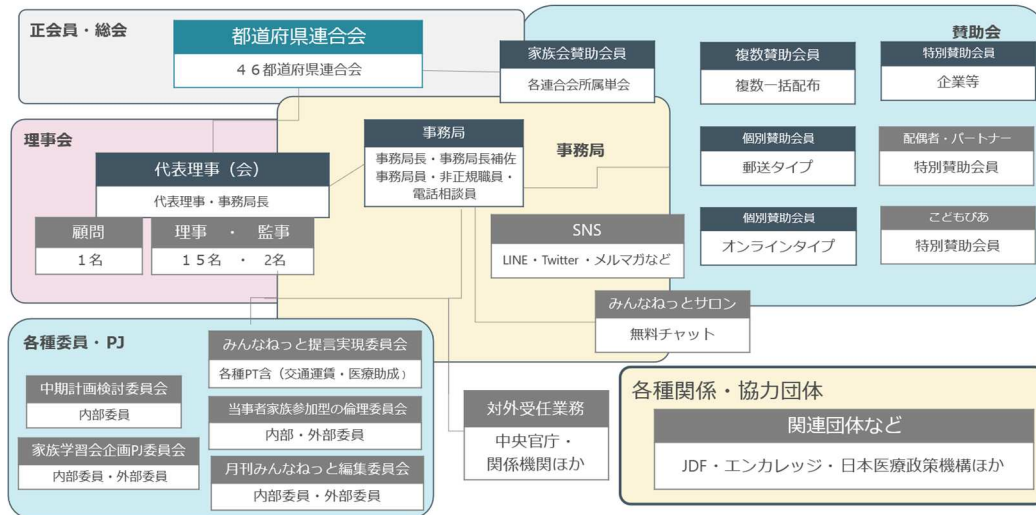 正会員・総会
都道府県連合会
４６都道府県連合会
賛助会
家族会賛助会員
各連合会所属単会
複数賛助会員
複数一括配布
特別賛助会員
企業等
個別賛助会員
郵送タイプ
配偶者・パートナー
特別賛助会員
個別賛助会員
オンラインタイプ
こどもぴあ
特別賛助会員
理事会
代表理事（会）
代表理事・事務局長
顧問
１名
理事　・　監事
１５名　・　2名
事務局
事務局
事務局長・事務局長補佐
事務局員・非正規職員・
電話相談員
SNS
LINE・Twitter・メルマガなど
みんなねっとサロン
無料チャット
各種委員・PJ
みんなねっと提言実現委員会
各種PT含（交通運賃・医療助成）
中期計画検討委員会
内部委員
当事者家族参加型の倫理委員会
内部・外部委員
家族学習会企画PJ委員会
内部委員・外部委員
月刊みんなねっと編集委員会
内部委員・外部委員
対外受任業務
中央官庁・
関係機関ほか
各種関係・協力団体
関連団体など
JDF・エンカレッジ・日本医療政策機構ほか